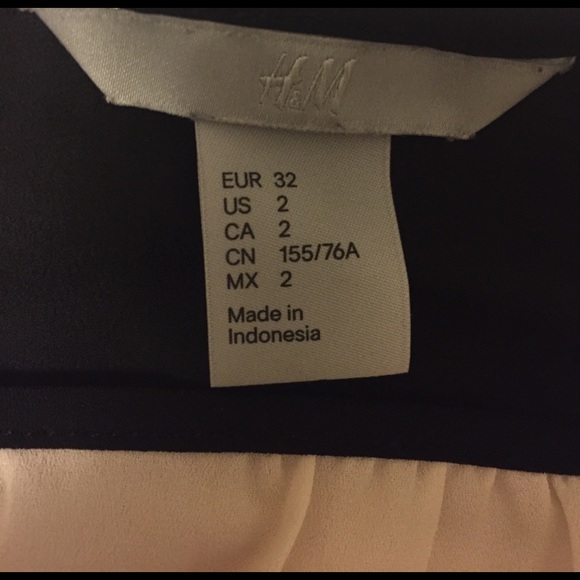 H&M
EUR 32
US 2
CA 2
CN 155/76A
MX 2
Made in
Indonesia